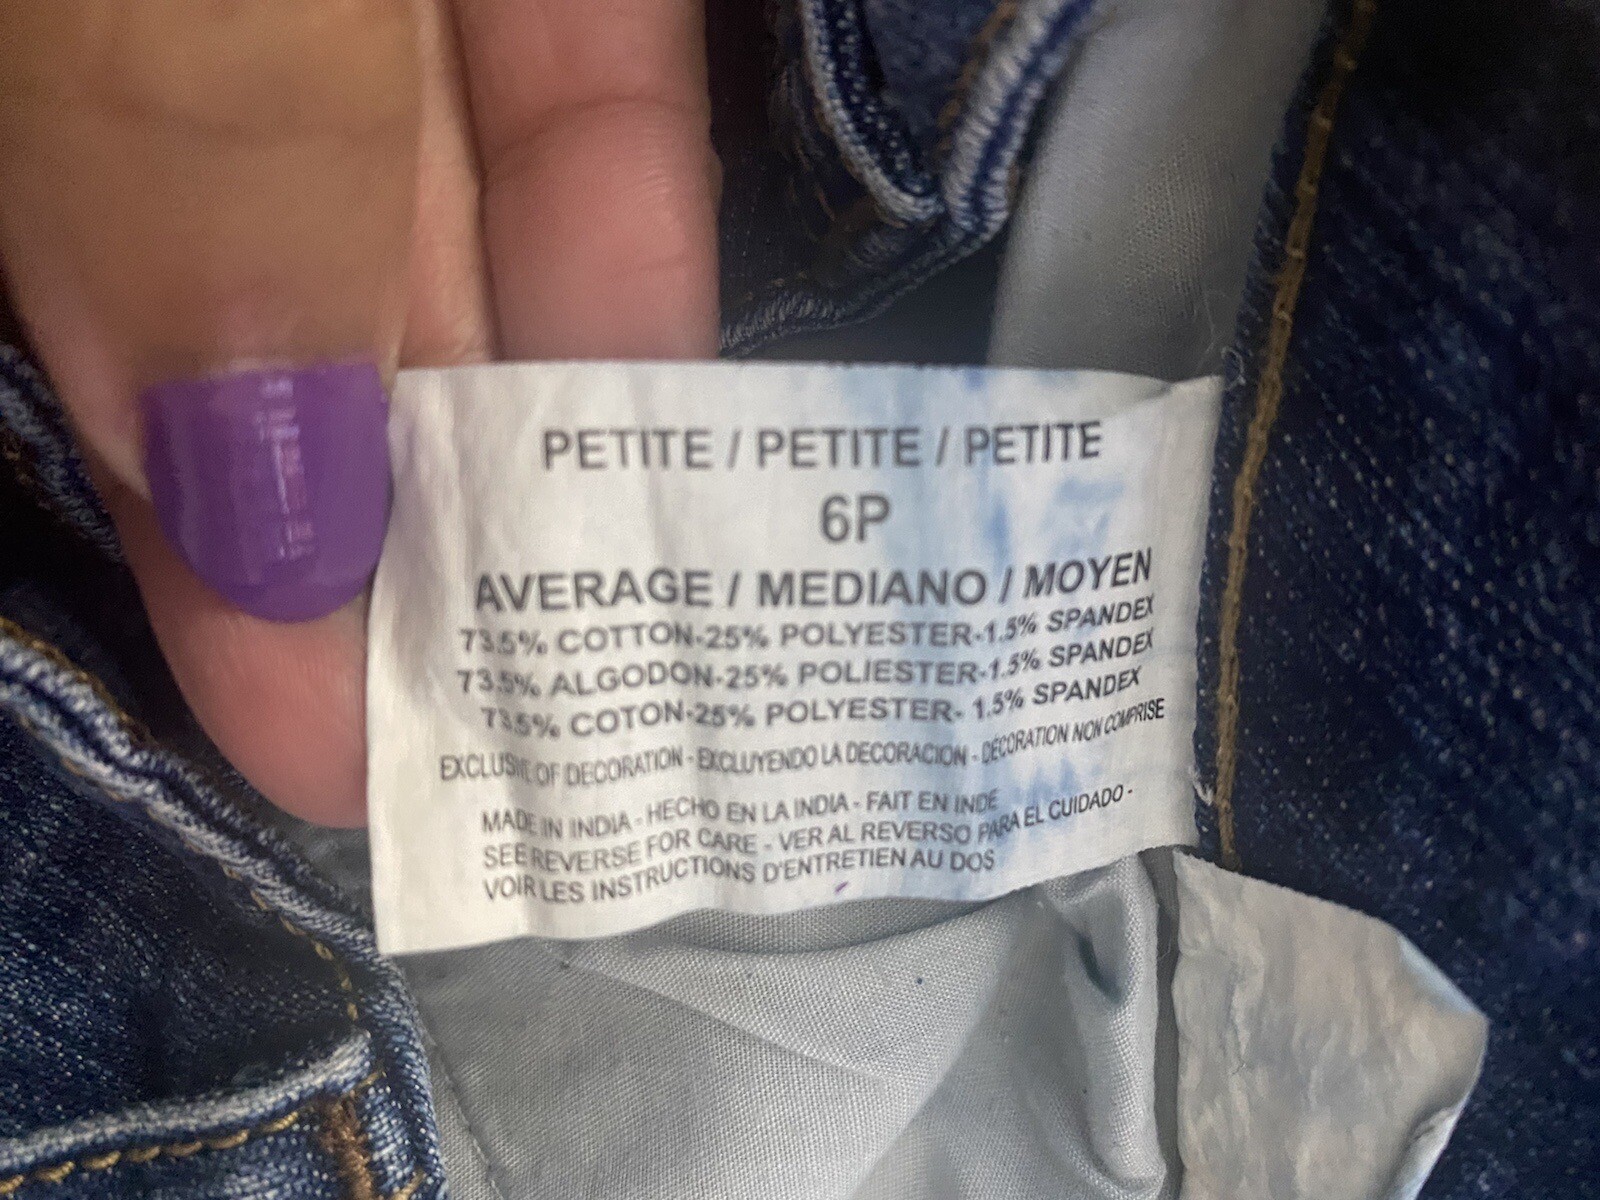 PETITE / PETITE / PETITE
6P
AVERAGE / MEDIANO / MOYEN
73.5% COTTON-25% POLYESTER-1.5% SPANDEX
73.5% ALGODON-25% POLIESTER-1.5% SPANDEX
73.5% COTON-25% POLYESTER- 1.5% SPANDEX
EXCLUSIVE OF DECORATION - EXCLUYENDO LA DECORACION - DÉCORATION NON COMPRISE
MADE IN INDIA - HECHO EN LA INDIA - FAIT EN INDE
SEE REVERSE FOR CARE - VER AL REVERSO PARA EL CUIDADO -
VOIR LES INSTRUCTIONS D'ENTRETIEN AU DOS